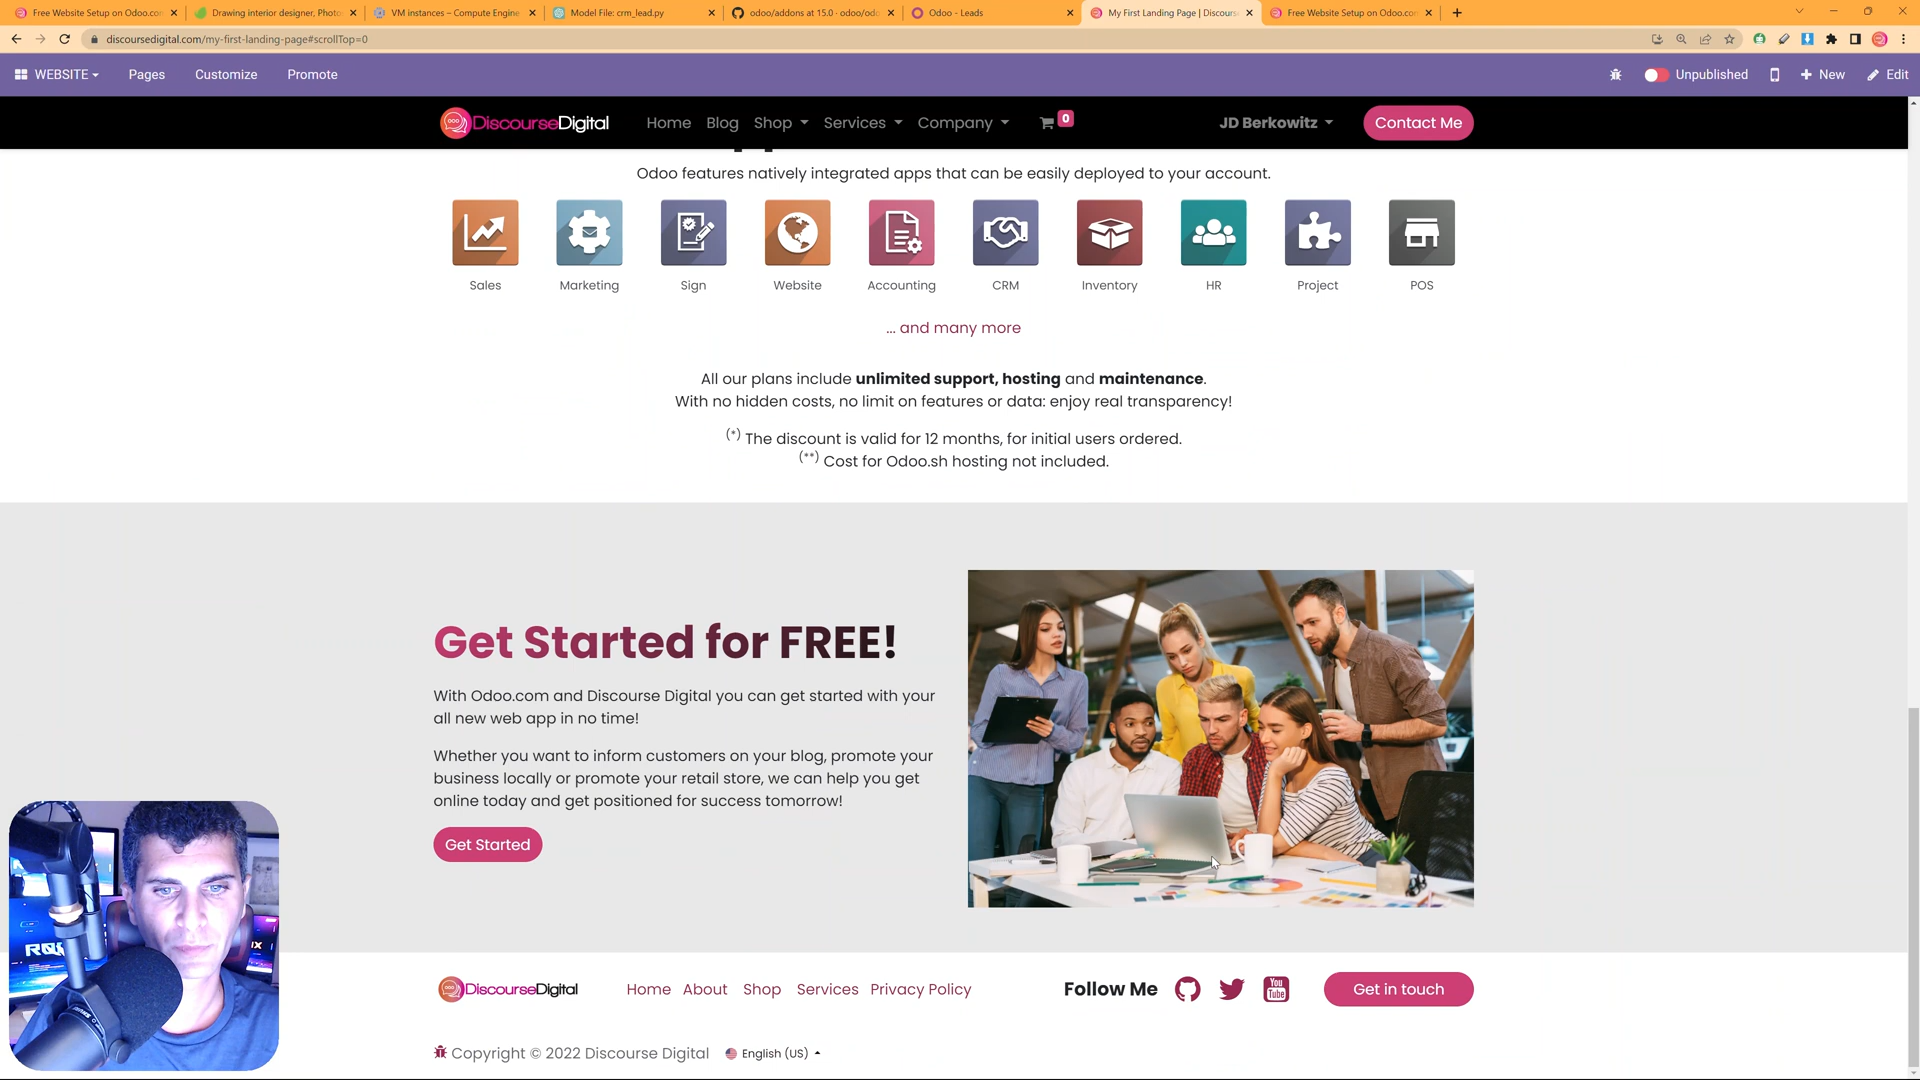 Free Website Setup on Odoo.com
Drawing interior designer, Photo
VM instances – Compute Engine
Model File: crm_lead.py
odoo/addons at 15.0 · odoo/odo
Odoo - Leads
My First Landing Page | Discours
Free Website Setup on Odoo.com
discoursedigital.com/my-first-landing-page#scrollTop=0
WEBSITE
Pages
Customize
Promote
Unpublished
New
Edit
DiscourseDigital
Home
Blog
Shop
Services
Company
0
JD Berkowitz
Contact Me
Odoo features natively integrated apps that can be easily deployed to your account.
Sales
Marketing
Sign
Website
Accounting
CRM
Inventory
HR
Project
POS
... and many more
All our plans include unlimited support, hosting and maintenance.
With no hidden costs, no limit on features or data: enjoy real transparency!
(*) The discount is valid for 12 months, for initial users ordered.
(**) Cost for Odoo.sh hosting not included.
Get Started for FREE!
With Odoo.com and Discourse Digital you can get started with your
all new web app in no time!
Whether you want to inform customers on your blog, promote your
business locally or promote your retail store, we can help you get
online today and get positioned for success tomorrow!
Get Started
DiscourseDigital
Home
About
Shop
Services
Privacy Policy
Follow Me
You
Tube
Get in touch
Copyright © 2022 Discourse Digital
English (US)